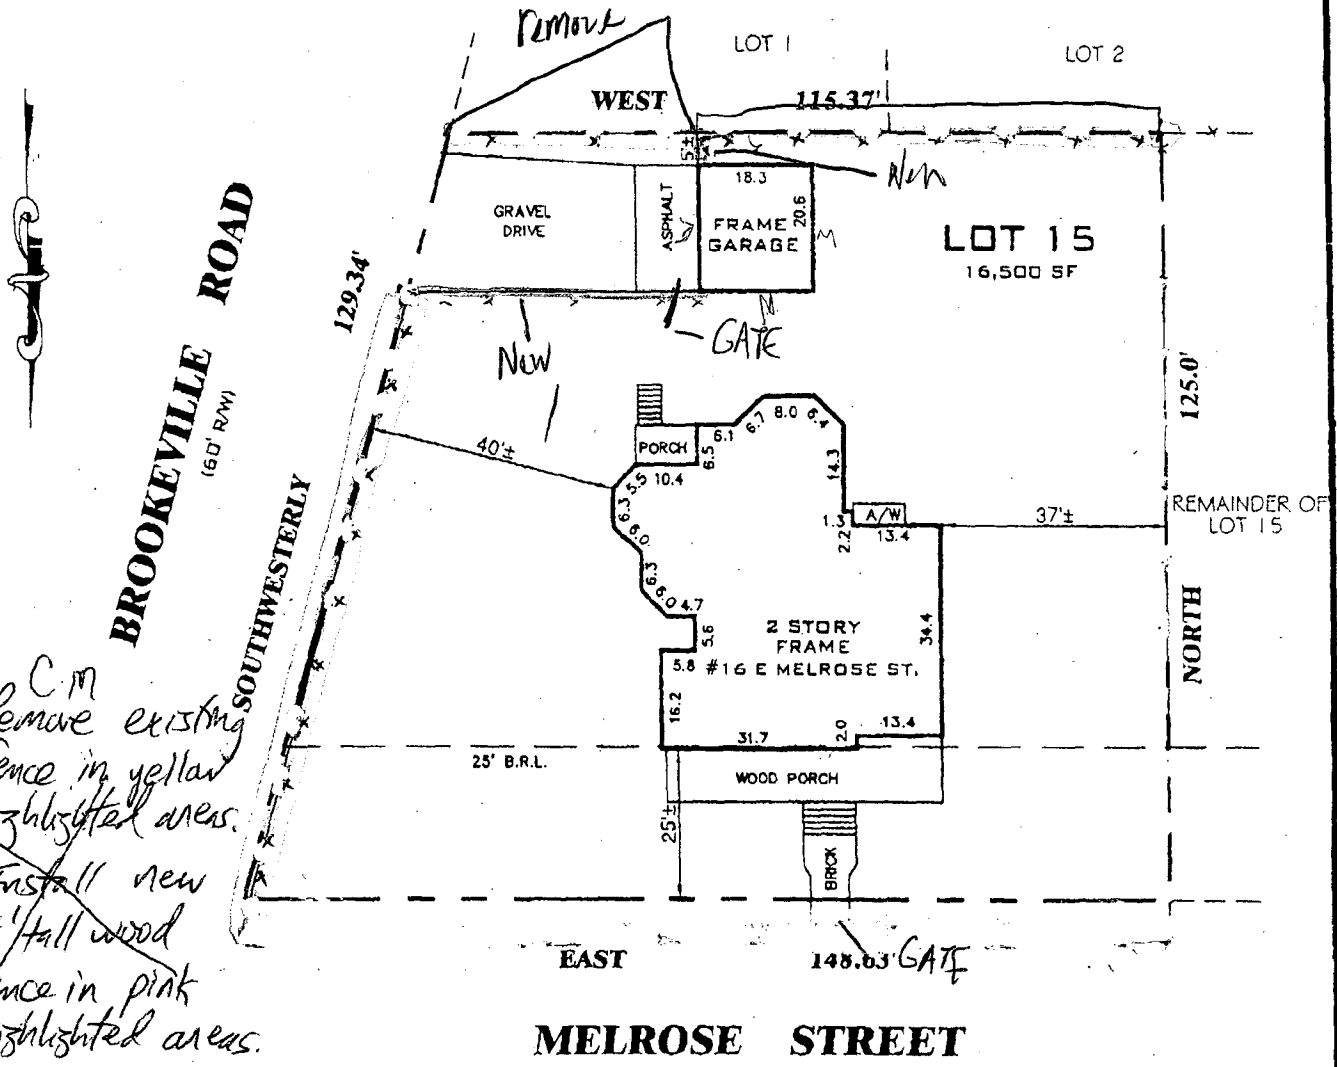 remove
LOT 1
LOT 2
WEST
115.37'
5'±
New
18.3
20.6
GRAVEL
DRIVE
ASPHALT
FRAME
GARAGE
LOT 15
16,500 SF
BROOKEVILLE ROAD
(60' R/W)
129.34'
SOUTHWESTERLY
New
GATE
125.0'
NORTH
REMAINDER OF
LOT 15
40'±
PORCH
10.4
6.5
6.1
6.7
8.0
6.4
14.3
1.3
A/W
2.2
13.4
37'±
5.5
6.3
6.0
6.3
6.0
4.7
5.6
5.8
16.2
2 STORY
FRAME
#16 E MELROSE ST.
34.4
31.7
2.0
13.4
25' B.R.L.
WOOD PORCH
25'±
BRICK
GATE
EAST
148.63'
MELROSE STREET
CM
remove existing
fence in yellow
highlighted areas.
Install new
'tall wood
fence in pink
highlighted areas.